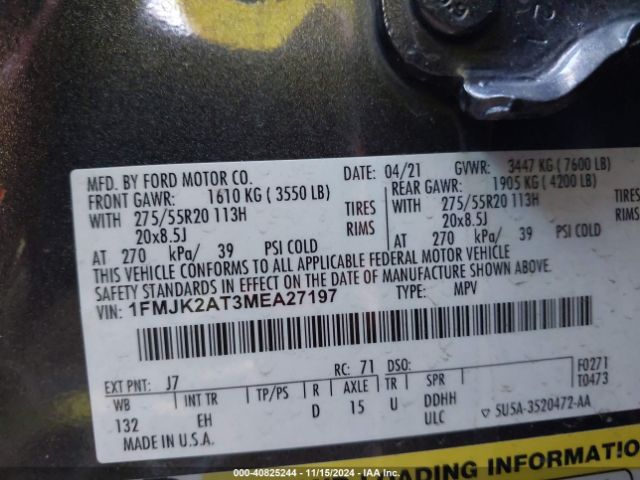 MFD. BY FORD MOTOR CO. DATE: 04/21 GVWR: 3447 KG ( 7600 LB)
FRONT GAWR: 1610 KG ( 3550 LB) REAR GAWR: 1905 KG ( 4200 LB)
WITH 275/55R20 113H TIRES WITH 275/55R20 113H TIRES
20x8.5J RIMS 20x8.5J RIMS
AT 270 kPa/ 39 PSI COLD AT 270 kPa/ 39 PSI COLD
THIS VEHICLE CONFORMS TO ALL APPLICABLE FEDERAL MOTOR VEHICLE
SAFETY STANDARDS IN EFFECT ON THE DATE OF MANUFACTURE SHOWN ABOVE.
VIN: 1FMJK2AT3MEA27197 TYPE: MPV
F0271
T0473
EXT PNT: J7 RC: 71 DSO:
WB INT TR TP/PS R AXLE TR SPR
132 EH D 15 U DDHH
ULC
5U5A-3520472-AA
MADE IN U.S.A.
LOADING INFORMATION
000-40825244 - 11/15/2024 - IAA Inc.